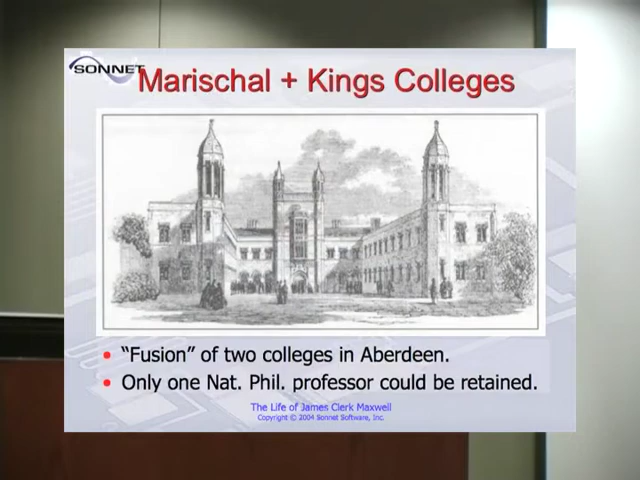 SONNET
Marischal + Kings Colleges
• "Fusion" of two colleges in Aberdeen.
• Only one Nat. Phil. professor could be retained.
The Life of James Clerk Maxwell
Copyright © 2004 Sonnet Software, Inc.